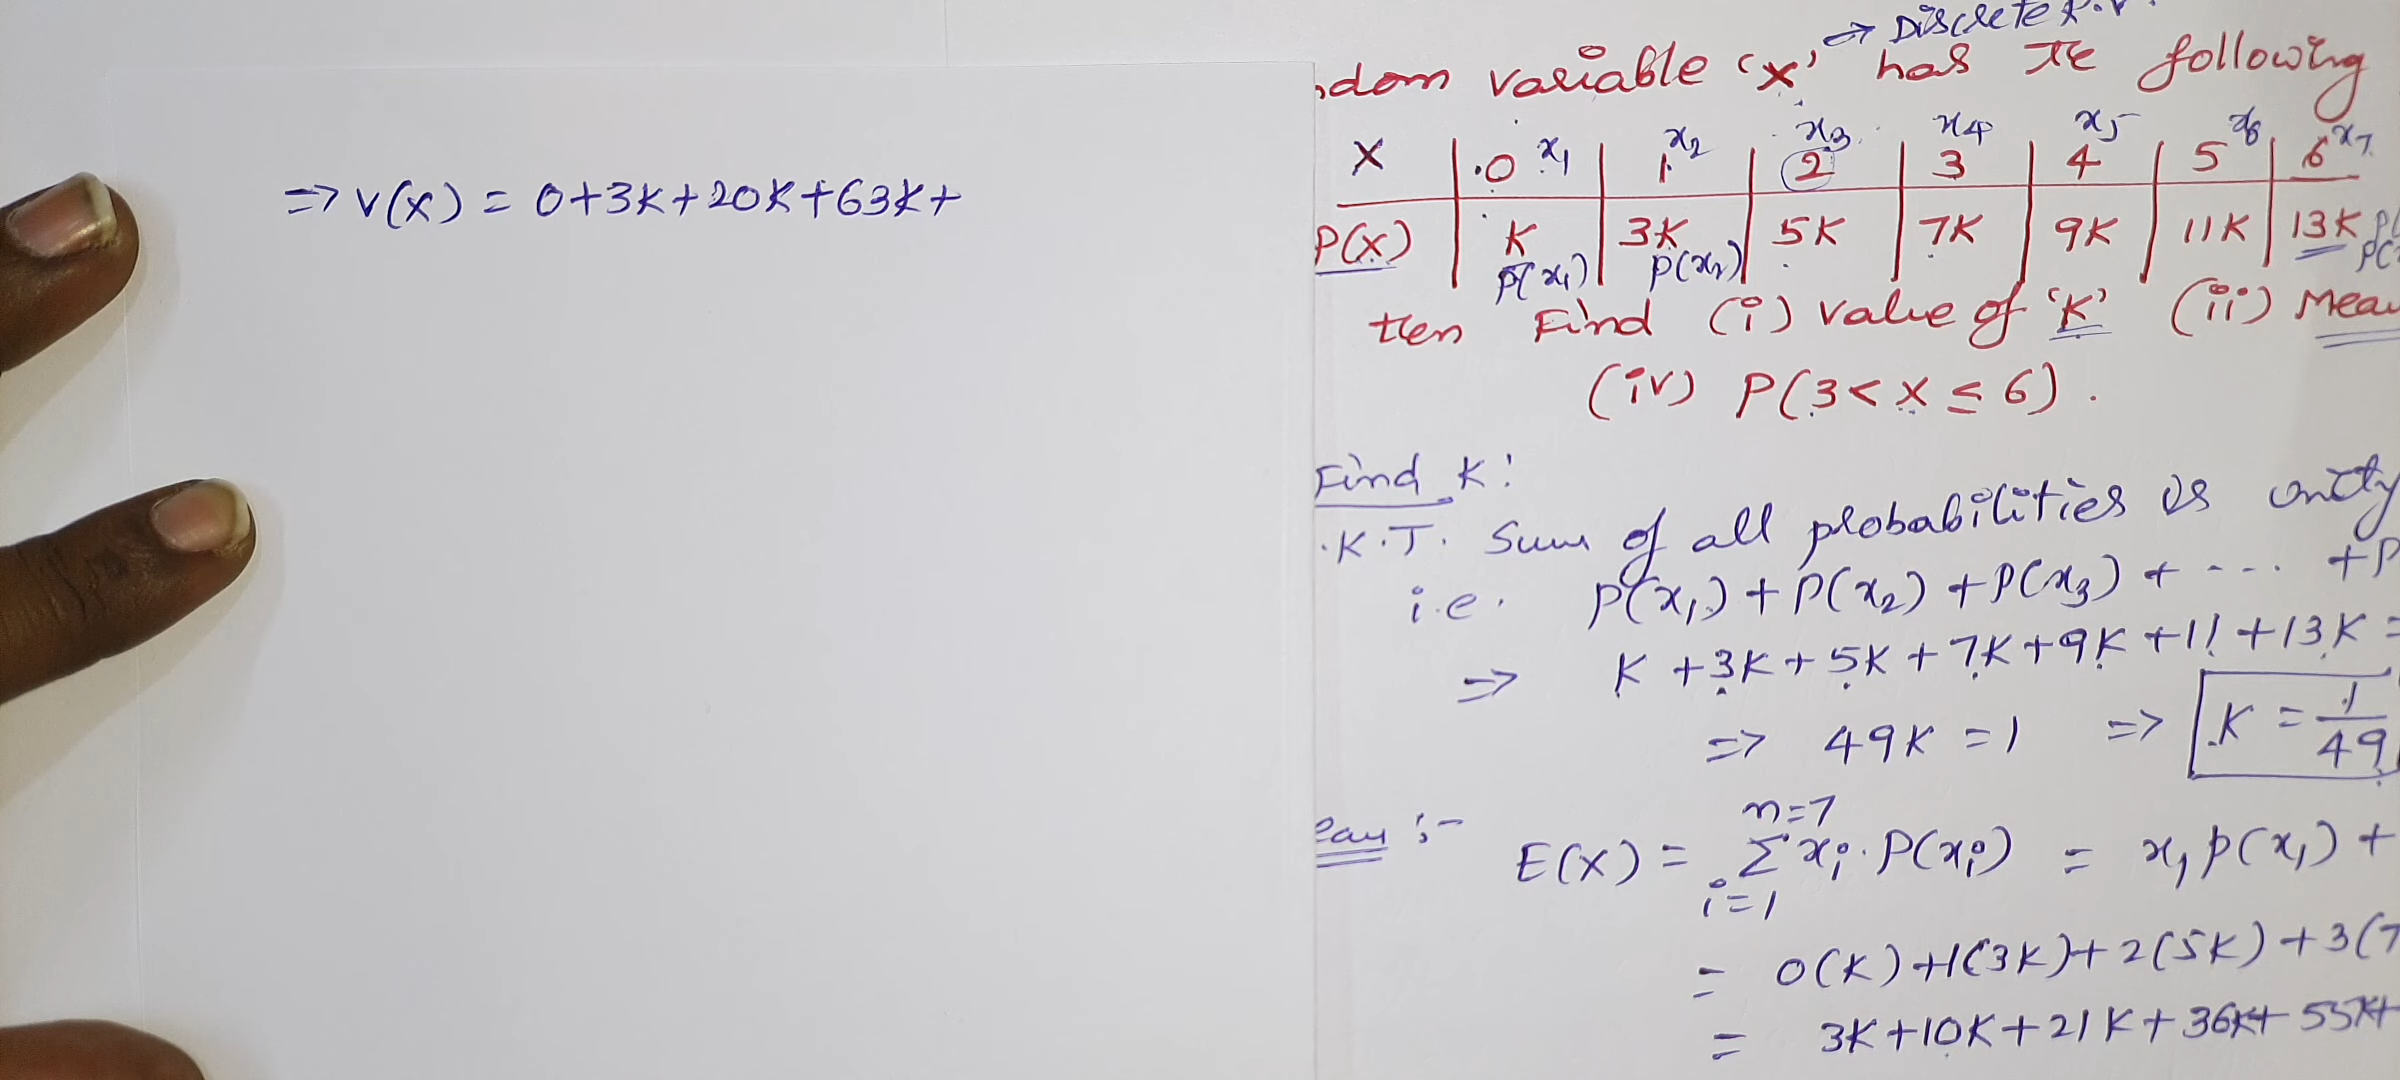 => V(X) = 0+3K+20K+63K+
→ Discrete R.V.
dom variable 'X' has the following
X | 0 x₁ | 1 x₂ | 2 x₃ | 3 x₄ | 4 x₅ | 5 x₆ | 6 x₇
P(X) | K | 3K | 5K | 7K | 9K | 11K | 13K
P(x₁) P(x₂)
then Find (i) value of 'K' (ii) Mean
(iv) P(3 < X ≤ 6).
Find K:
.K.T. Sum of all probabilities is unity
i.e. P(x₁) + P(x₂) + P(x₃) + - - .. + P
=> K + 3K + 5K + 7K + 9K + 11 + 13K =
=> 49K = 1 => K = 1/49
ean :-
E(X) = n=7 Σ i=1 xi . P(xi) = x₁ P(x₁) +
= 0(K) + 1(3K) + 2(5K) + 3(7
= 3K + 10K + 21K + 36K + 55K +